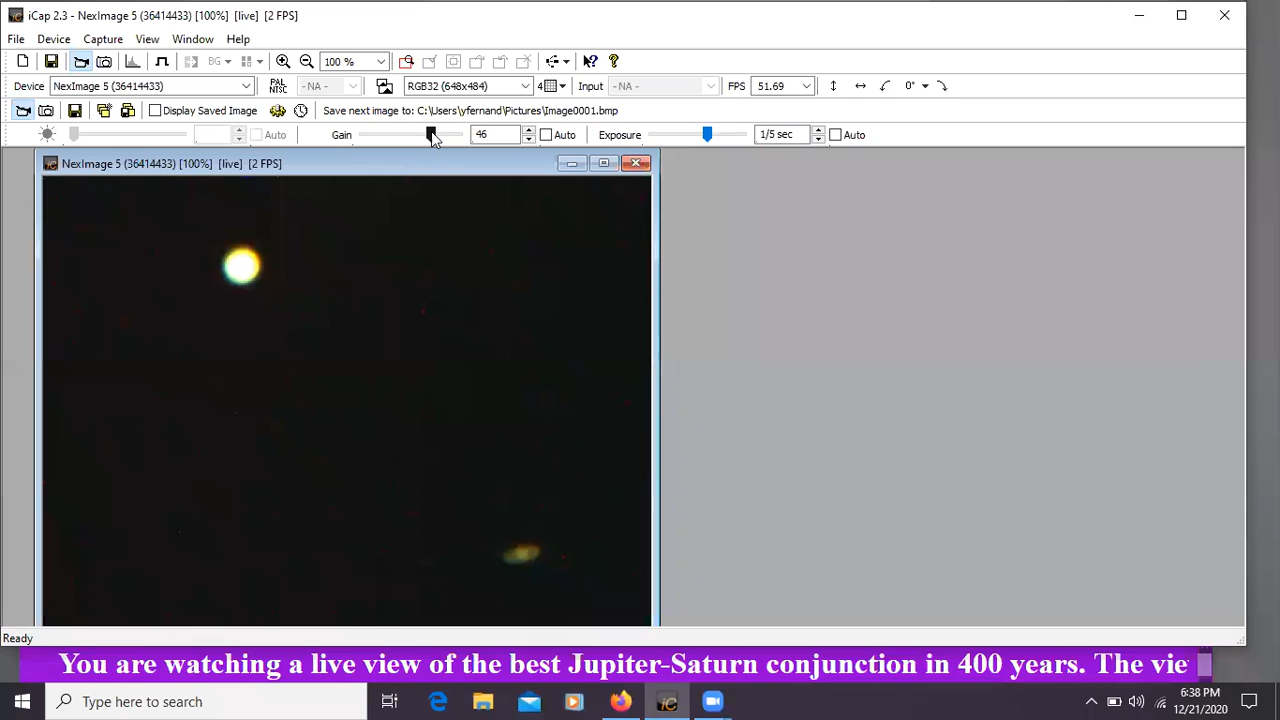 iCap 2.3 - NexImage 5 (36414433) [100%] [live] [2 FPS]
File Device Capture View Window Help
BG 100 %
Device NexImage 5 (36414433) PAL NTSC - NA - RGB32 (648x484) 4 Input - NA - FPS 51.69 0°
Display Saved Image Save next image to: C:\Users\yfernand\Pictures\Image0001.bmp
Auto Gain 46 Auto Exposure 1/5 sec Auto
NexImage 5 (36414433) [100%] [live] [2 FPS]
Ready
You are watching a live view of the best Jupiter-Saturn conjunction in 400 years. The vie
Type here to search
iC
6:38 PM
12/21/2020